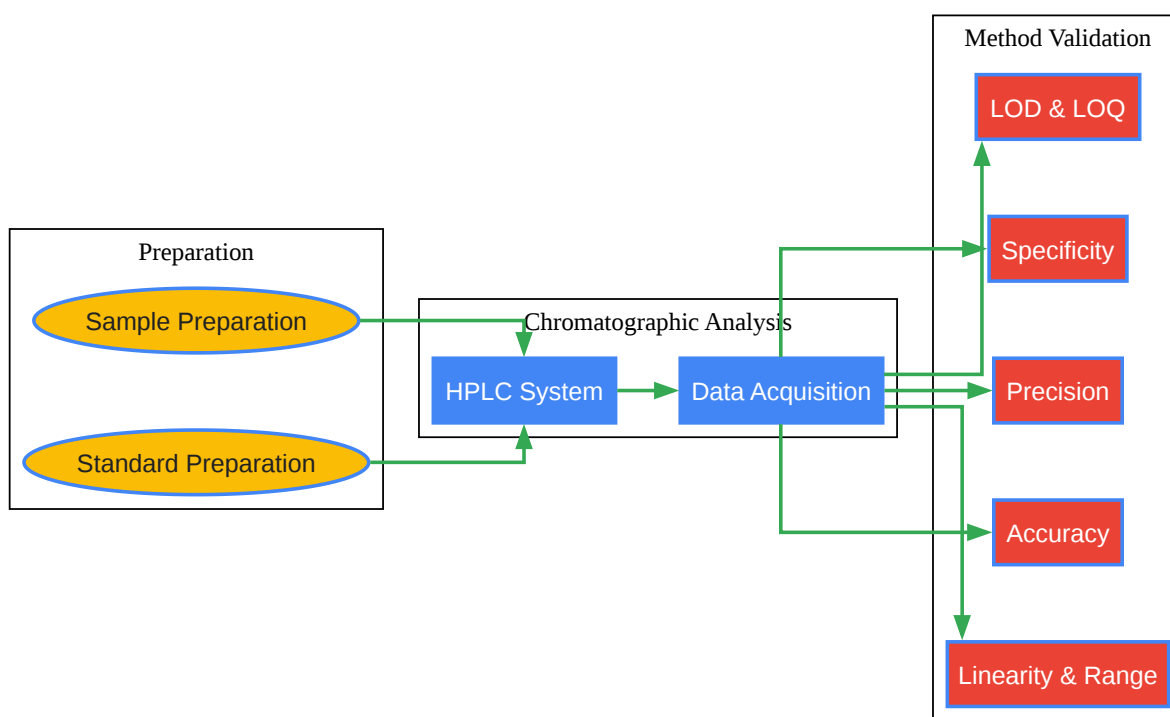 Preparation
Sample Preparation
Standard Preparation
Chromatographic Analysis
HPLC System
Data Acquisition
Method Validation
LOD & LOQ
Specificity
Precision
Accuracy
Linearity & Range